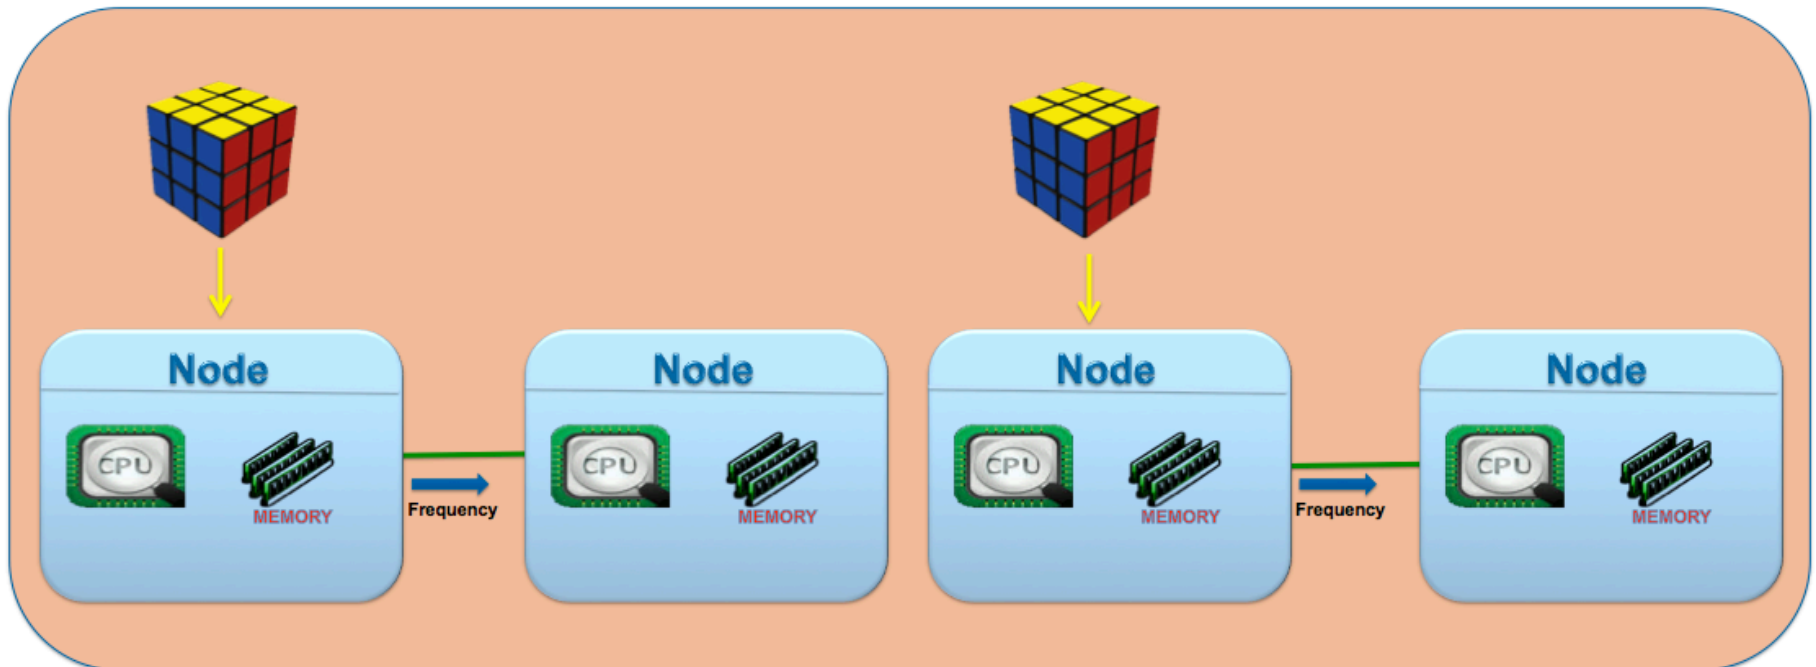 Node
Node
Node
Node
CPU
MEMORY
Frequency
CPU
MEMORY
CPU
MEMORY
Frequency
CPU
MEMORY